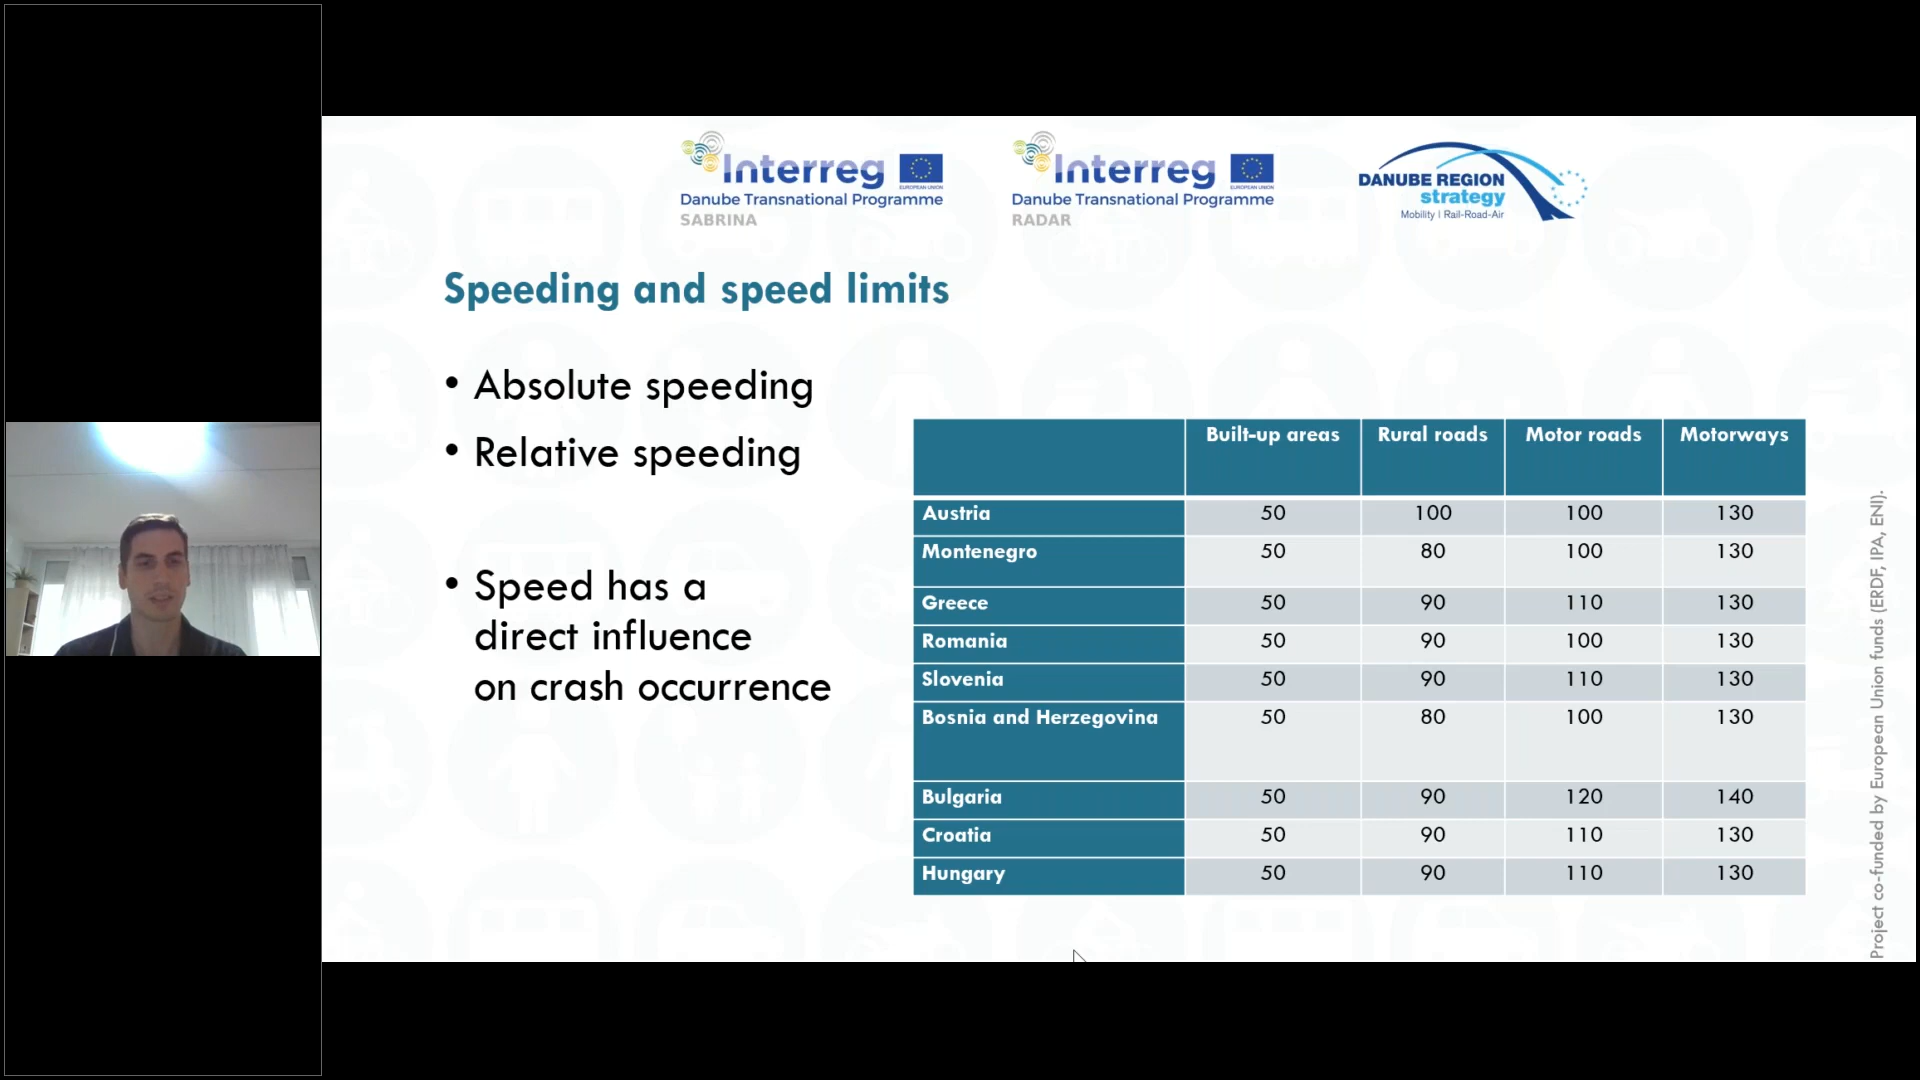 Interreg
EUROPEAN UNION
Danube Transnational Programme
SABRINA
Interreg
EUROPEAN UNION
Danube Transnational Programme
RADAR
DANUBE REGION
strategy
Mobility | Rail-Road-Air
Speeding and speed limits
• Absolute speeding
• Relative speeding
• Speed has a
direct influence
on crash occurrence
Built-up areas Rural roads Motor roads Motorways
Austria 50 100 100 130
Montenegro 50 80 100 130
Greece 50 90 110 130
Romania 50 90 100 130
Slovenia 50 90 110 130
Bosnia and Herzegovina 50 80 100 130
Bulgaria 50 90 120 140
Croatia 50 90 110 130
Hungary 50 90 110 130
Project co-funded by European Union funds (ERDF, IPA, ENI).